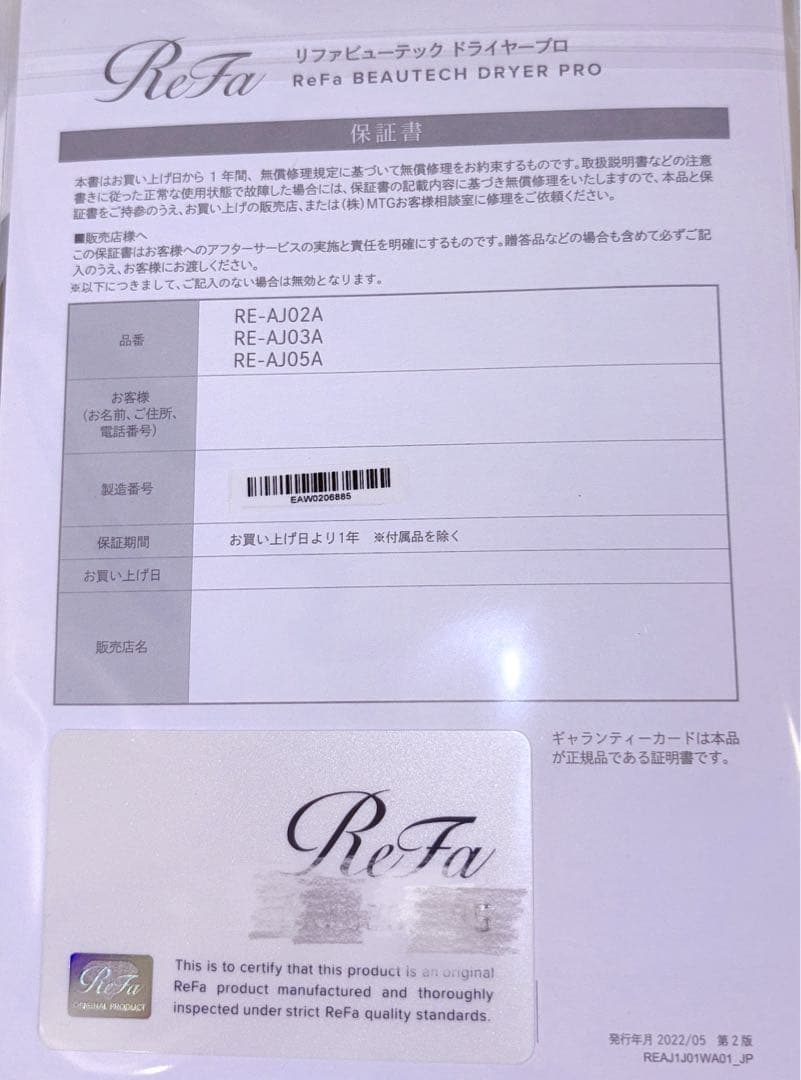 ReFa
リファビューテック ドライヤープロ
ReFa BEAUTECH DRYER PRO
保証書
本書はお買い上げ日から 1 年間、無償修理規定に基づいて無償修理をお約束するものです。取扱説明書などの注意
書きに従った正常な使用状態で故障した場合には、保証書の記載内容に基づき無償修理をいたしますので、本品と保
証書をご持参のうえ、お買い上げの販売店、または(株)MTGお客様相談室に修理をご依頼ください。
■販売店様へ
この保証書はお客様へのアフターサービスの実施と責任を明確にするものです。贈答品などの場合も含めて必ずご記
入のうえ、お客様にお渡しください。
※以下につきまして、ご記入のない場合は無効となります。
品番
RE-AJ02A
RE-AJ03A
RE-AJ05A
お客様
(お名前、ご住所、
電話番号)
製造番号
EAW0206885
保証期間
お買い上げ日より1年 ※付属品を除く
お買い上げ日
販売店名
ギャランティーカードは本品
が正規品である証明書です。
ReFa
ReFa
ORIGINAL PRODUCT
This is to certify that this product is an original
ReFa product manufactured and thoroughly
inspected under strict ReFa quality standards.
発行年月 2022/05 第2版
REAJ1J01WA01_JP